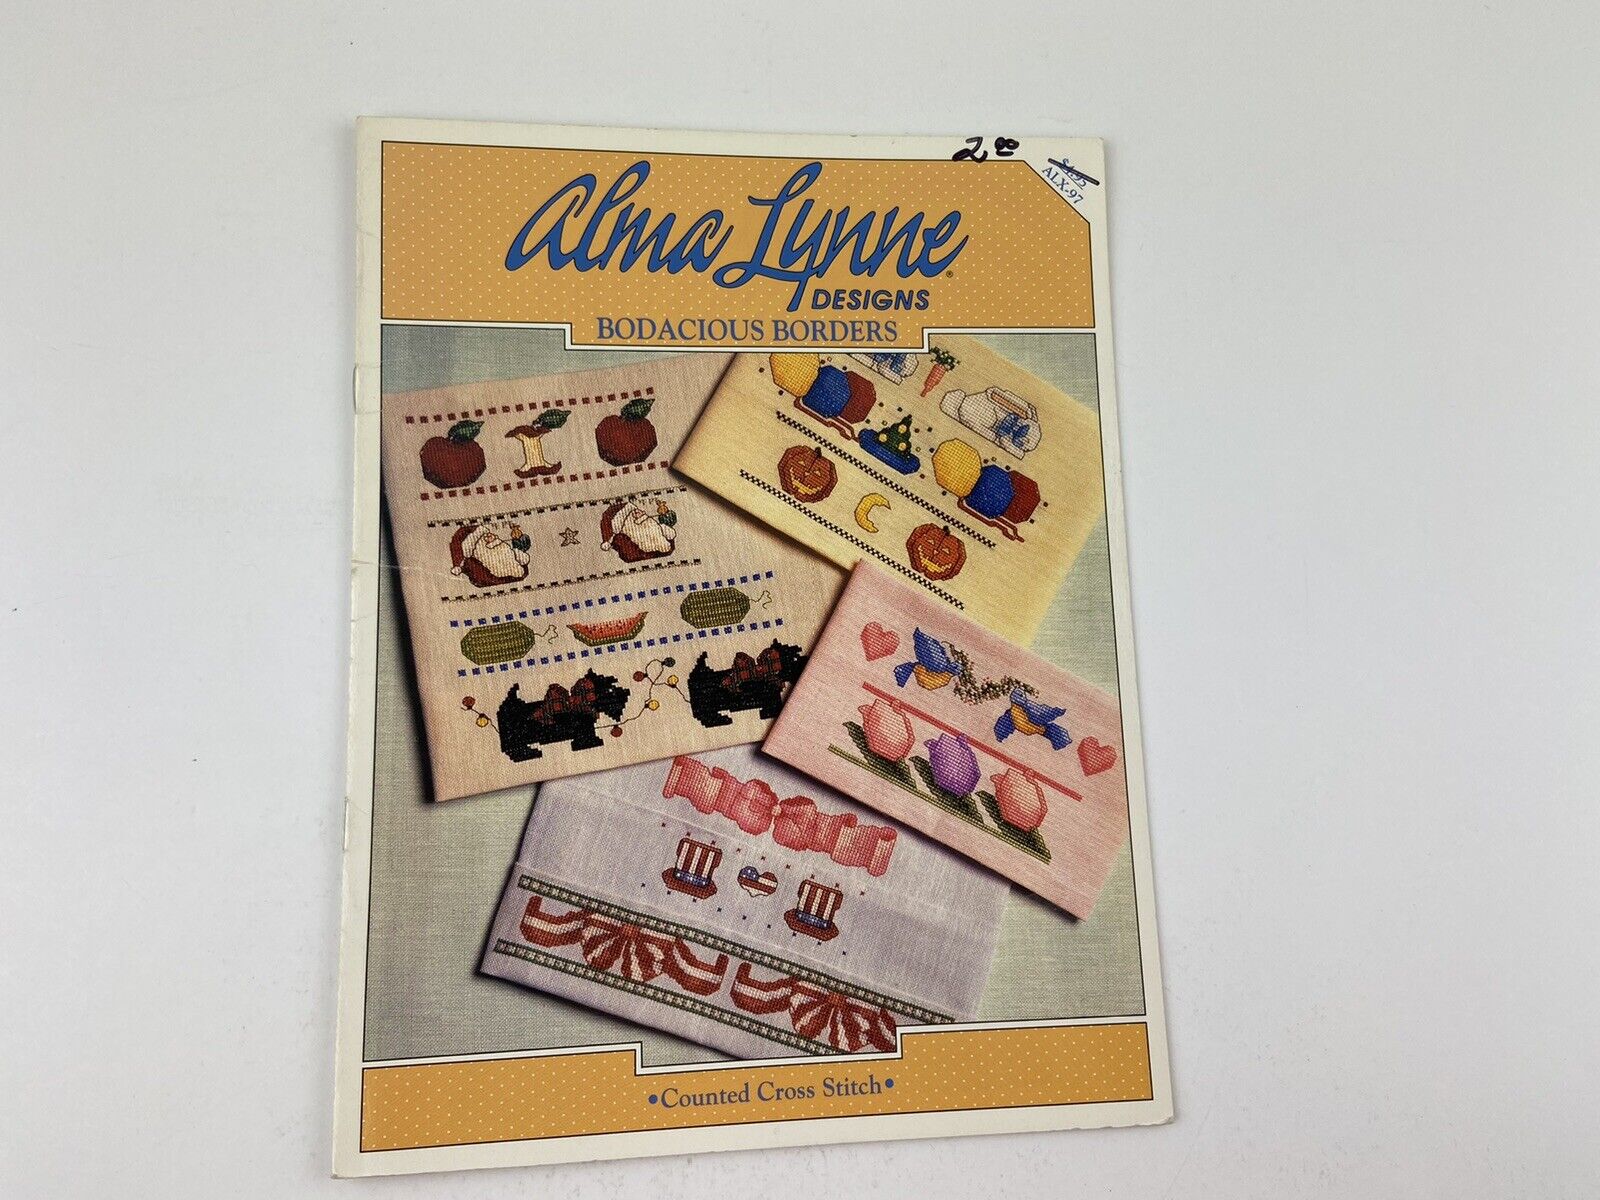 2.00
ALX-97
Alma Lynne®
DESIGNS
BODACIOUS BORDERS
•Counted Cross Stitch•